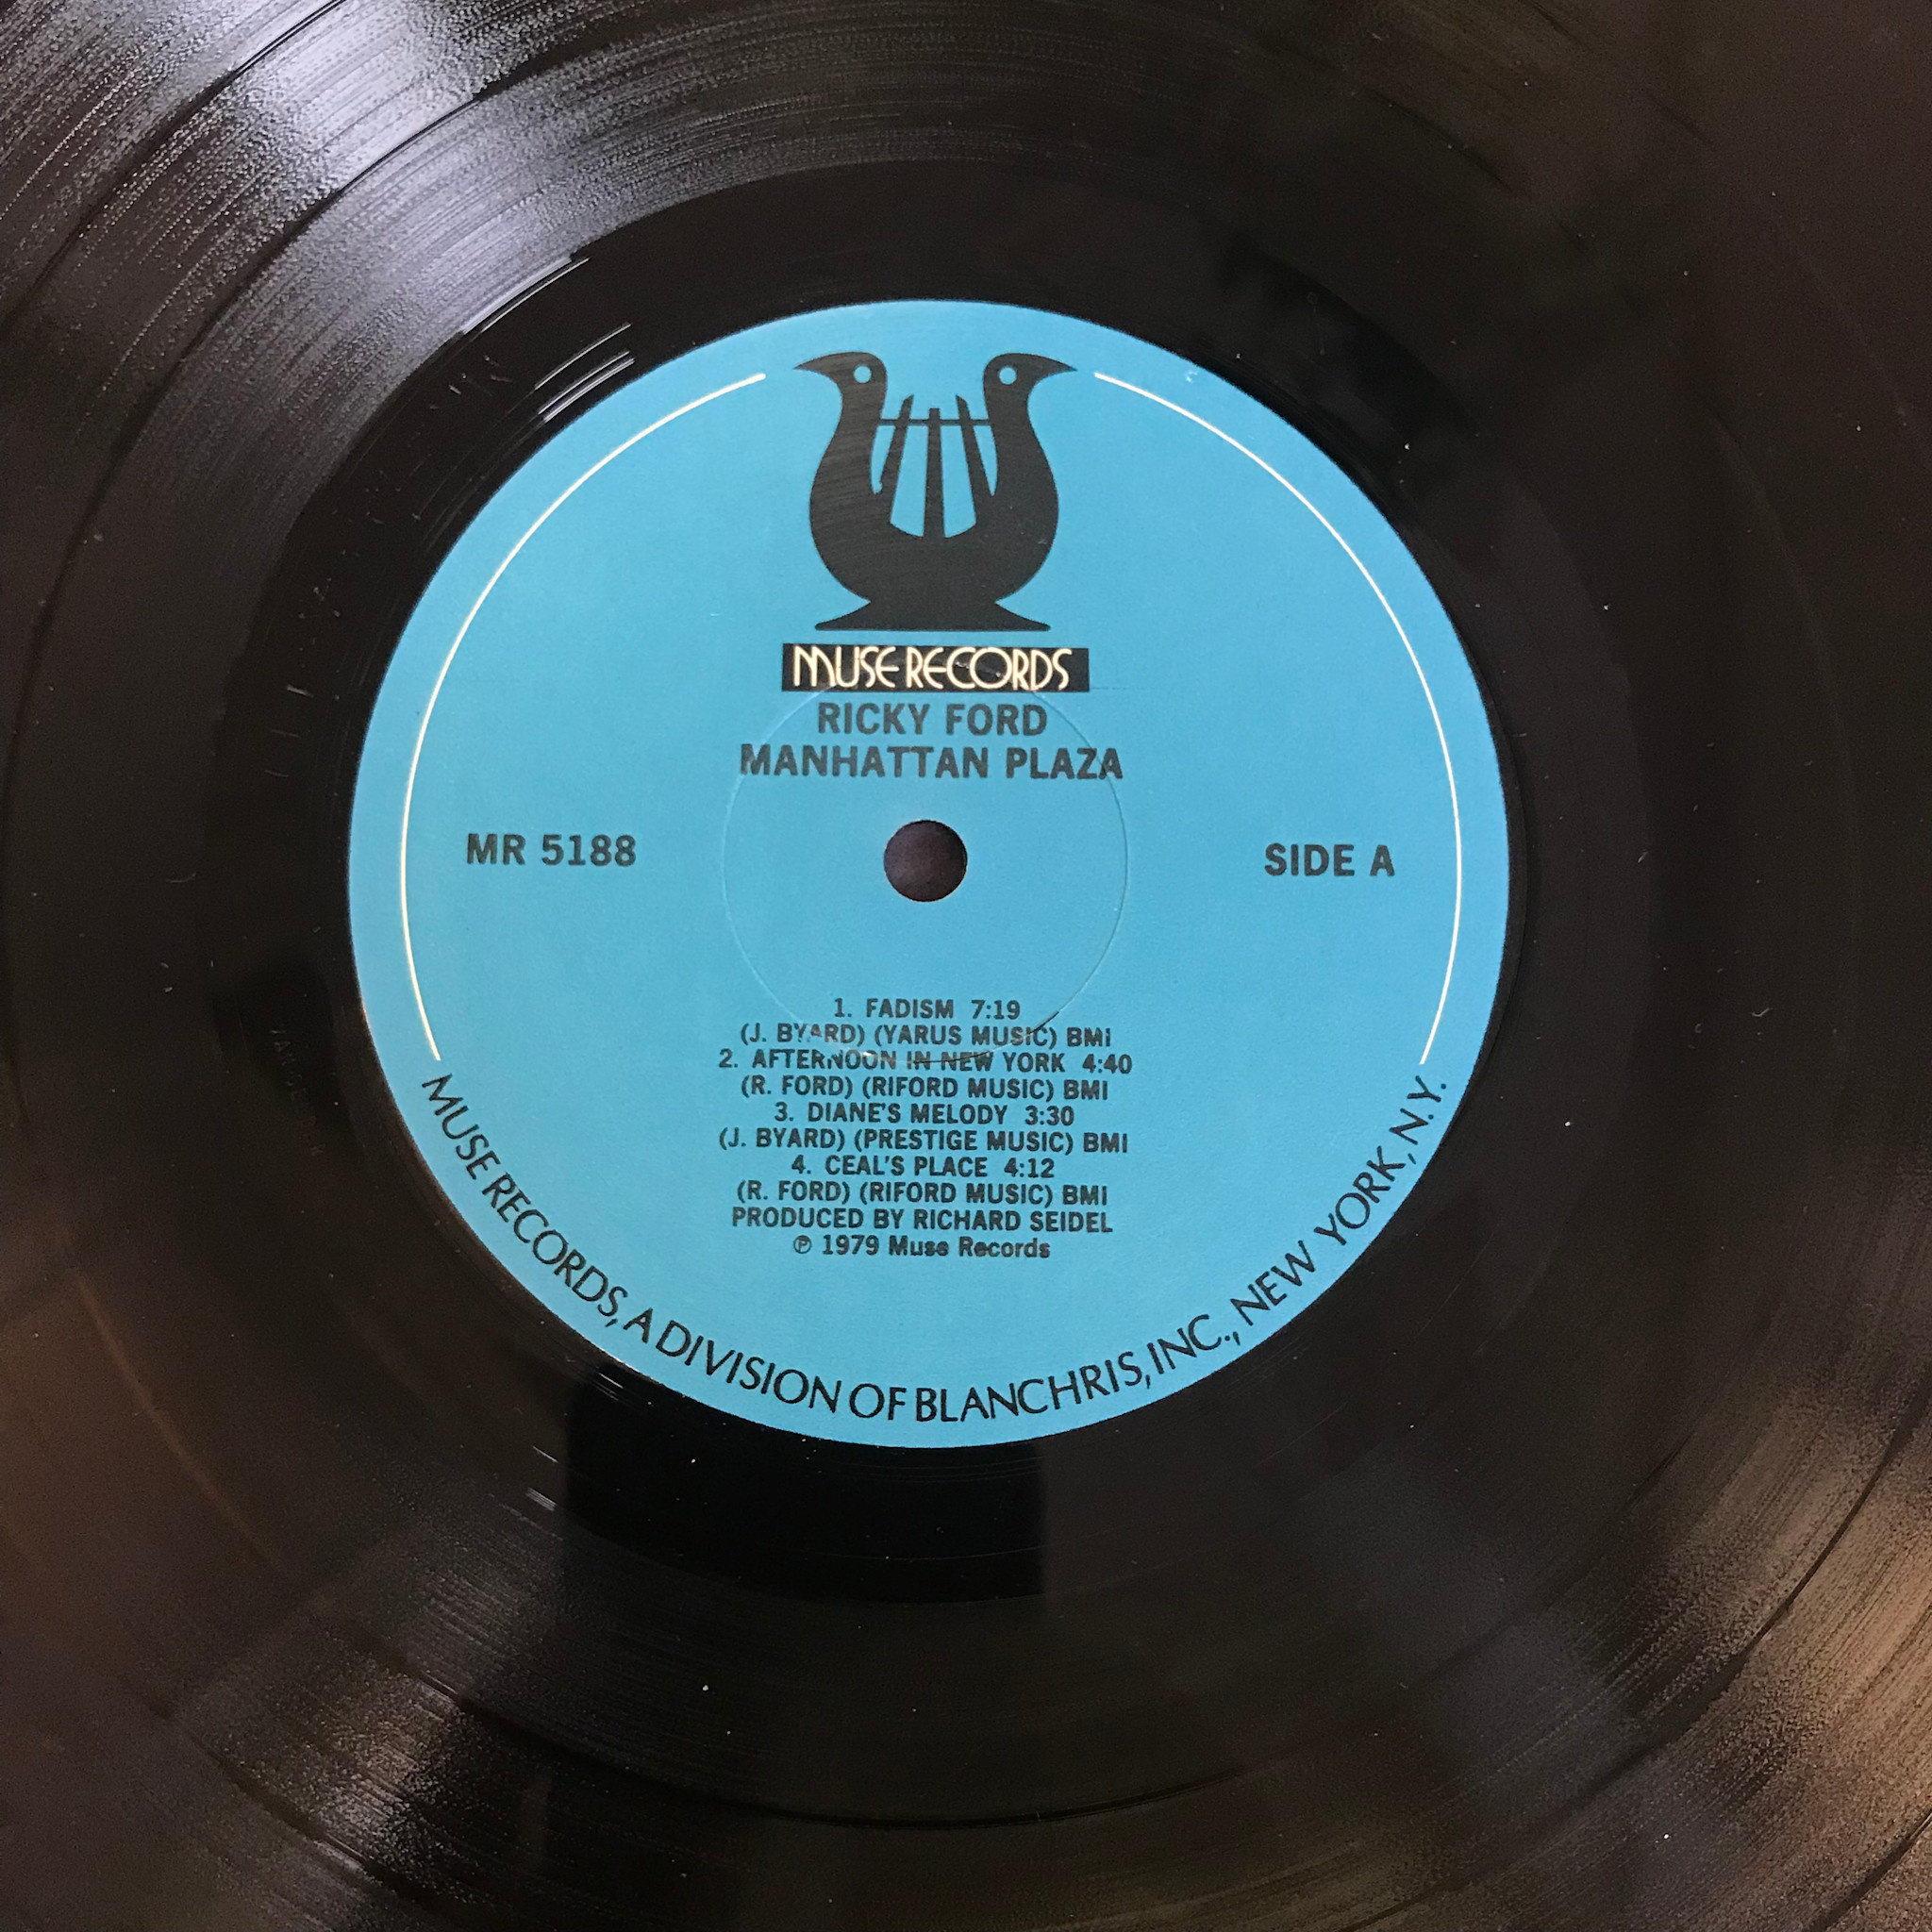 MUSE RECORDS
RICKY FORD
MANHATTAN PLAZA
MR 5188
SIDE A
1. FADISM 7:19
(J. BYARD) (YARUS MUSIC) BMI
2. AFTERNOON IN NEW YORK 4:40
(R. FORD) (RIFORD MUSIC) BMI
3. DIANE'S MELODY 3:30
(J. BYARD) (PRESTIGE MUSIC) BMI
4. CEAL'S PLACE 4:12
(R. FORD) (RIFORD MUSIC) BMI
PRODUCED BY RICHARD SEIDEL
℗ 1979 Muse Records
MUSE RECORDS, A DIVISION OF BLANCHRIS, INC., NEW YORK, N.Y.